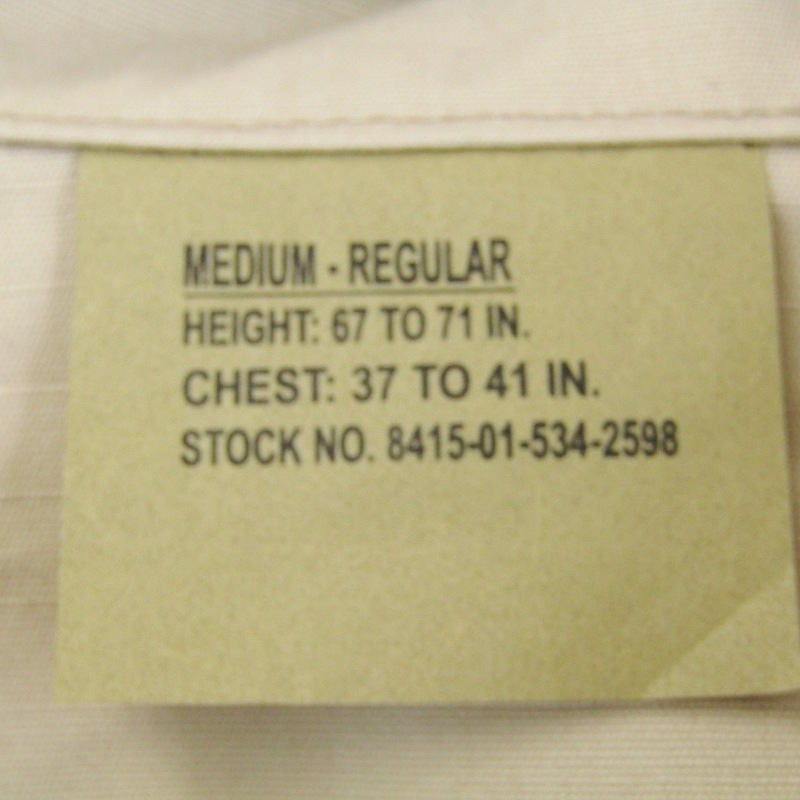 MEDIUM - REGULAR
HEIGHT: 67 TO 71 IN.
CHEST: 37 TO 41 IN.
STOCK NO. 8415-01-534-2598